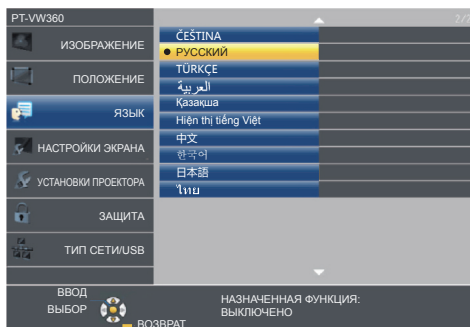 PT-VW360
2/2
ИЗОБРАЖЕНИЕ
ПОЛОЖЕНИЕ
ЯЗЫК
НАСТРОЙКИ ЭКРАНА
УСТАНОВКИ ПРОЕКТОРА
ЗАЩИТА
ТИП СЕТИ/USB
ČEŠTINA
РУССКИЙ
TÜRKÇE
العربية
Қазақша
Hiện thị tiếng Việt
中文
한국어
日本語
ไทย
ВВОД
ВЫБОР
ВОЗВРАТ
НАЗНАЧЕННАЯ ФУНКЦИЯ:
ВЫКЛЮЧЕНО